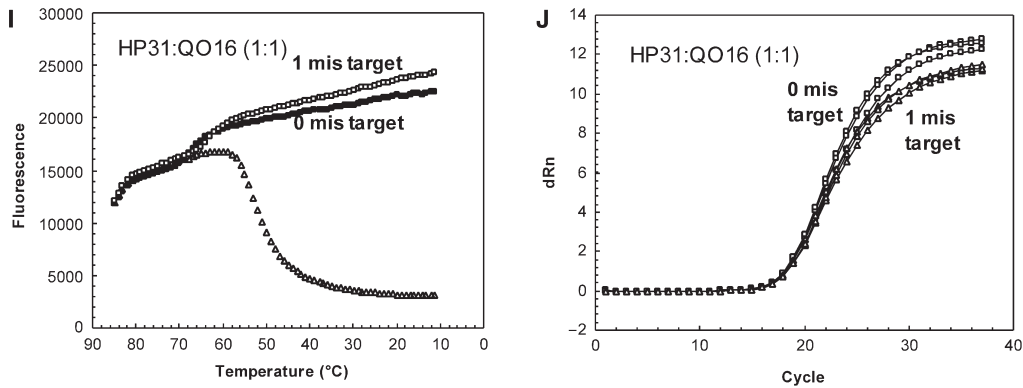 I
HP31:QO16 (1:1)
1 mis target
0 mis target
30000
25000
20000
15000
10000
5000
0
90 80 70 60 50 40 30 20 10 0
Fluorescence
Temperature (°C)
J
HP31:QO16 (1:1)
0 mis
target
1 mis
target
14
12
10
8
6
4
2
0
−2
0 10 20 30 40
dRn
Cycle